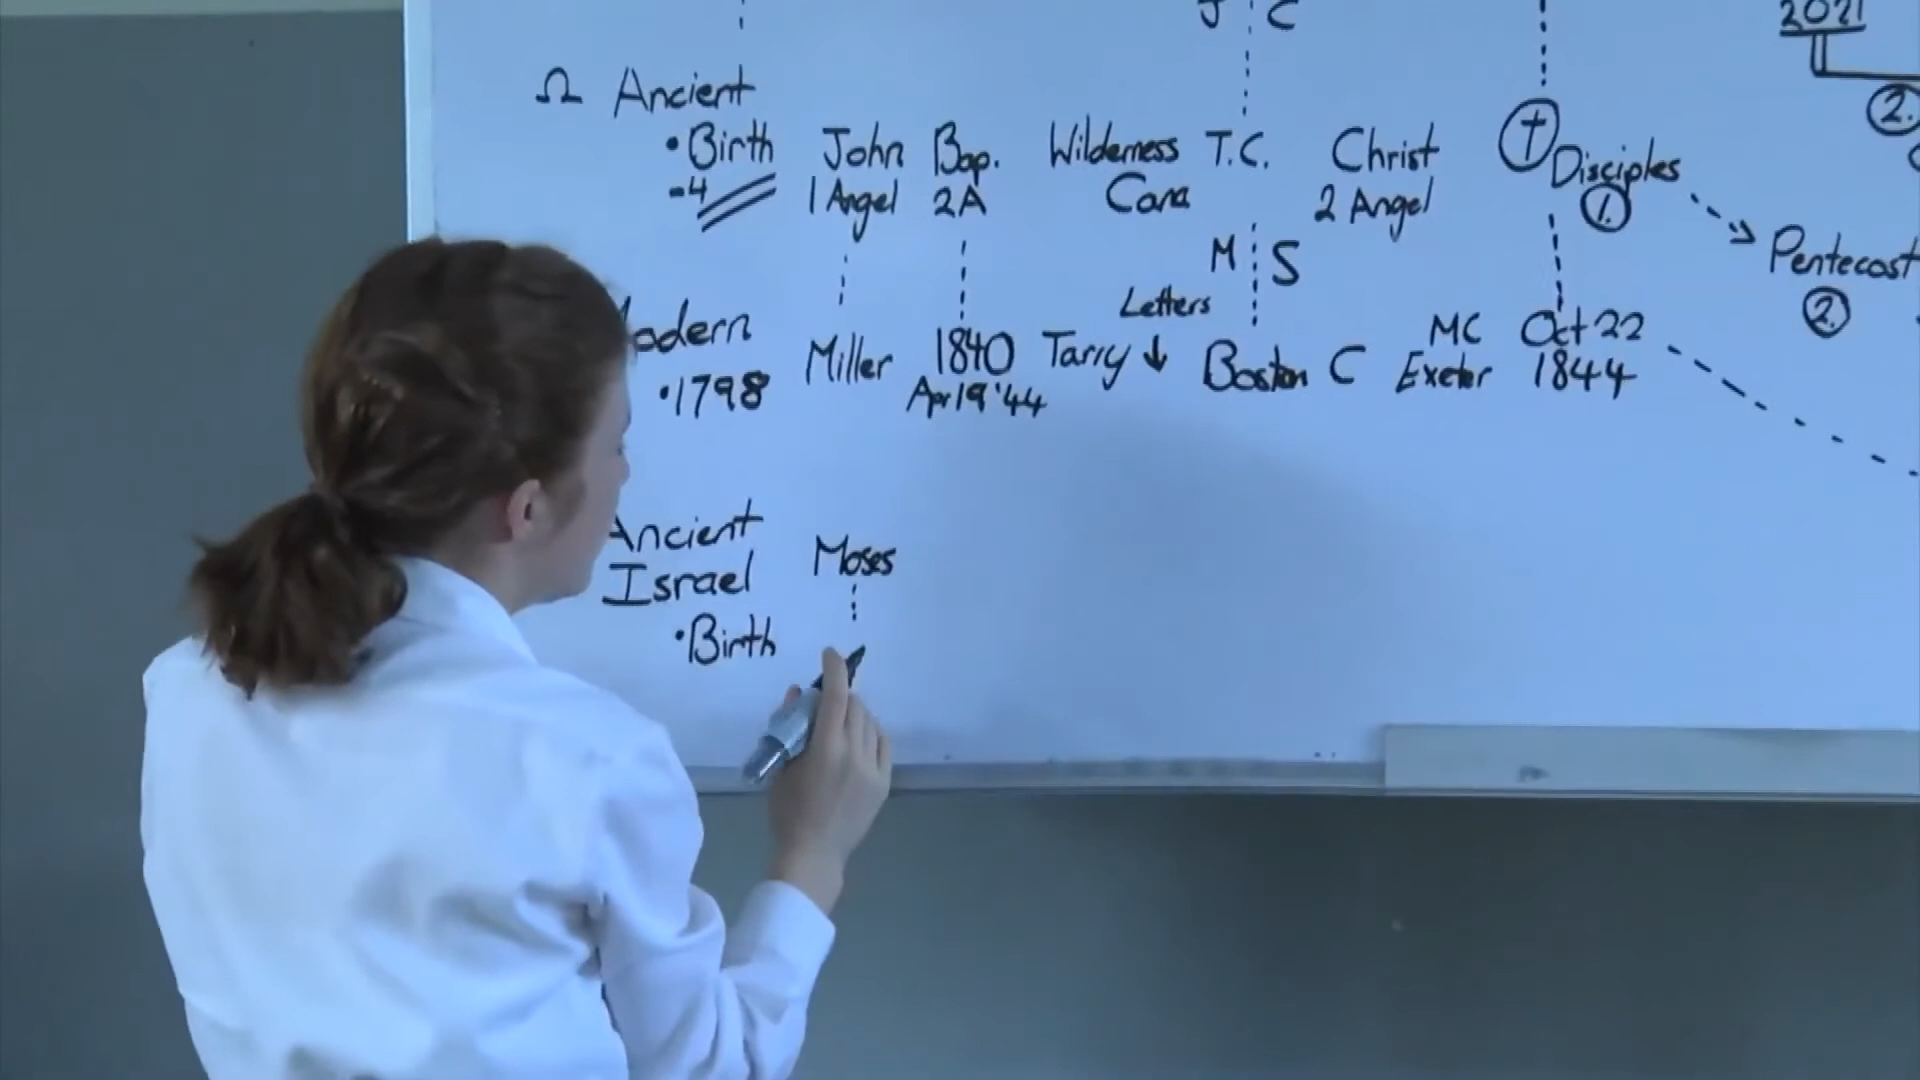 J C
2021
Ω Ancient
2.
•Birth John Bap. Wilderness T.C. Christ † Disciples
-4 1 Angel 2A Cana 2 Angel 1.
M S
Pentecost
2.
Letters
Modern Miller 1840 Tarry ↓ Boston C MC Oct 22
•1798 Apr 19 '44 Exeter 1844
Ancient Moses
Israel
•Birth